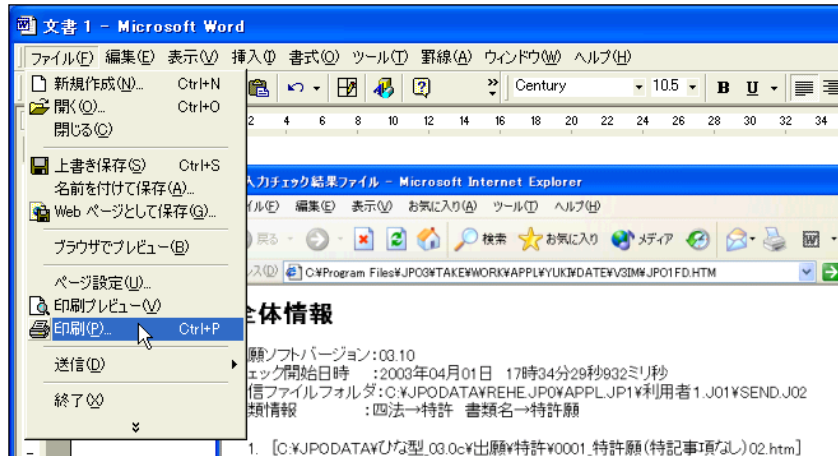 文書 1 - Microsoft Word
ファイル(F) 編集(E) 表示(V) 挿入(I) 書式(O) ツール(T) 罫線(A) ウィンドウ(W) ヘルプ(H)
新規作成(N)... Ctrl+N
開く(O)... Ctrl+O
閉じる(C)
上書き保存(S) Ctrl+S
名前を付けて保存(A)...
Web ページとして保存(G)...
ブラウザでプレビュー(B)
ページ設定(U)...
印刷プレビュー(V)
印刷(P)... Ctrl+P
送信(D)
終了(X)
Century 10.5 B U
2 4 6 8 10 12 14 16 18 20 22 24 26 28 30 32 34
入力チェック結果ファイル - Microsoft Internet Explorer
イル(F) 編集(E) 表示(V) お気に入り(A) ツール(T) ヘルプ(H)
戻る 検索 お気に入り メディア
レス(D) C:¥Program Files¥JPO3¥TAKE¥WORK¥APPL¥YUKI¥DATE¥V3IM¥JPO1FD.HTM
全体情報
願ソフトバージョン:03.10
ェック開始日時 :2003年04月01日 17時34分29秒932ミリ秒
信ファイルフォルダ:C:¥JPODATA¥REHE.JP0¥APPL.JP1¥利用者1.J01¥SEND.J02
類情報 :四法→特許 書類名→特許願
1. [C:¥JPODATA¥ひな型_03.0c¥出願¥特許¥0001_特許願(特記事項なし)02.htm]